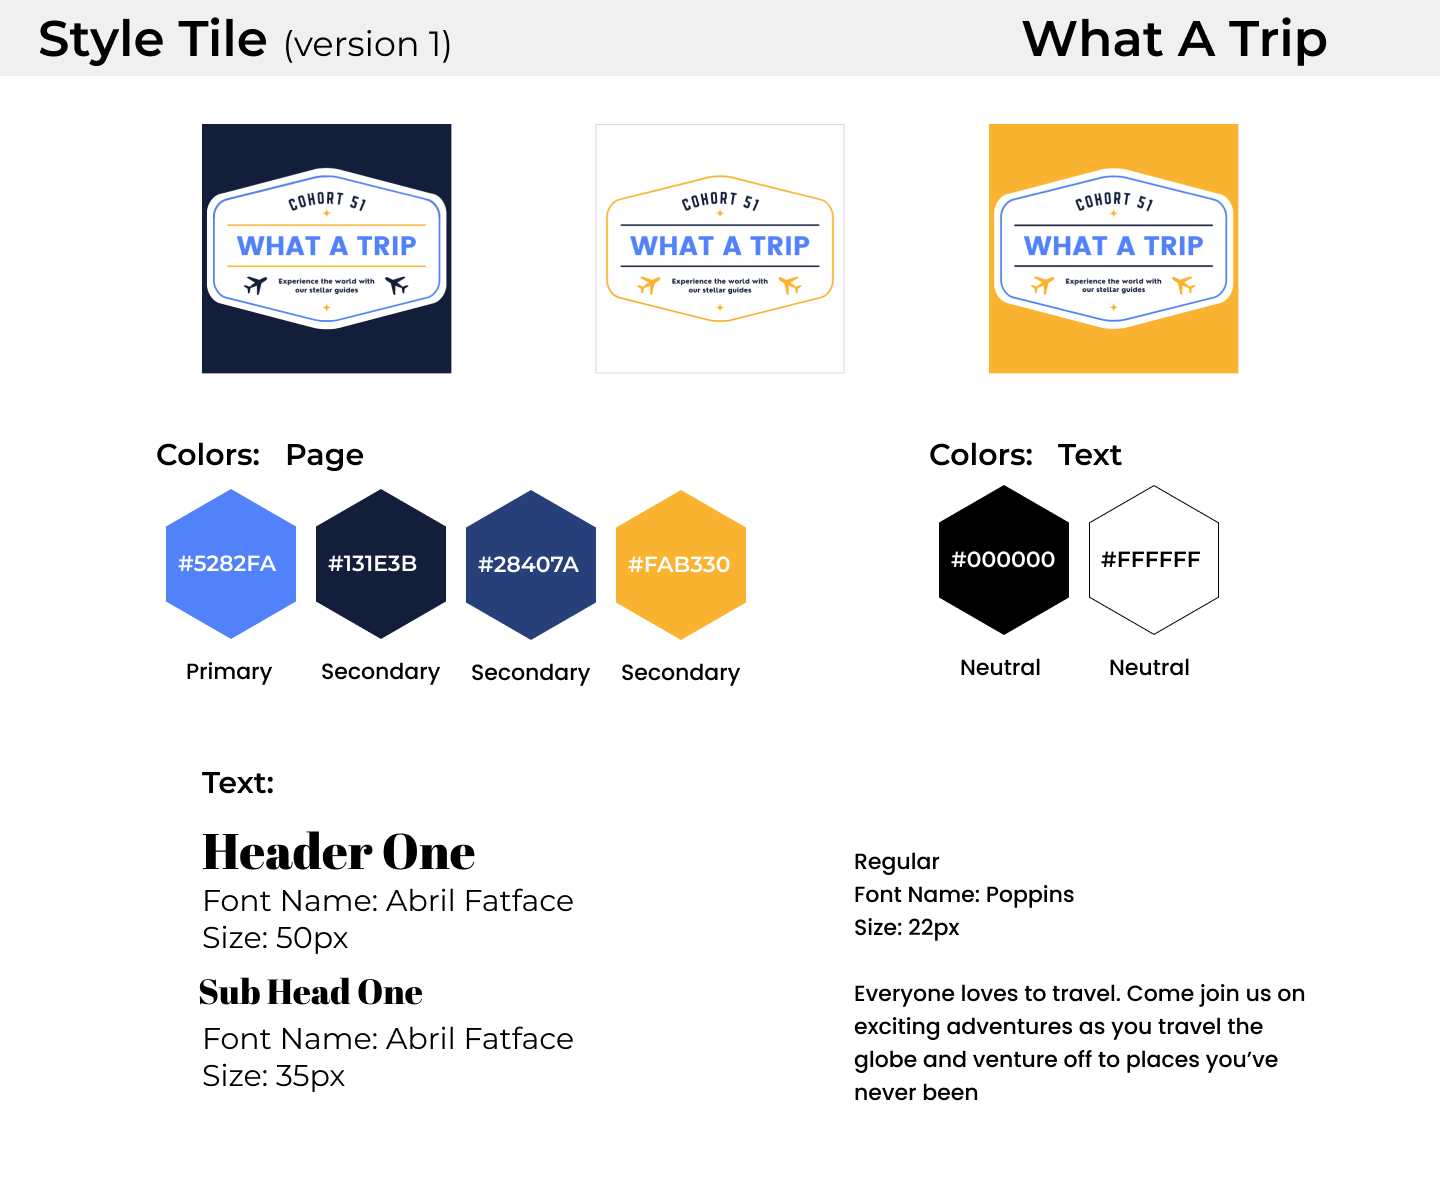 Style Tile (version 1)
What A Trip
COHORT 51
WHAT A TRIP
Experience the world with
our stellar guides
COHORT 51
WHAT A TRIP
Experience the world with
our stellar guides
COHORT 51
WHAT A TRIP
Experience the world with
our stellar guides
Colors: Page
#5282FA
#131E3B
#28407A
#FAB330
Primary
Secondary
Secondary
Secondary
Colors: Text
#000000
#FFFFFF
Neutral
Neutral
Text:
Header One
Font Name: Abril Fatface
Size: 50px
Sub Head One
Font Name: Abril Fatface
Size: 35px
Regular
Font Name: Poppins
Size: 22px
Everyone loves to travel. Come join us on
exciting adventures as you travel the
globe and venture off to places you’ve
never been